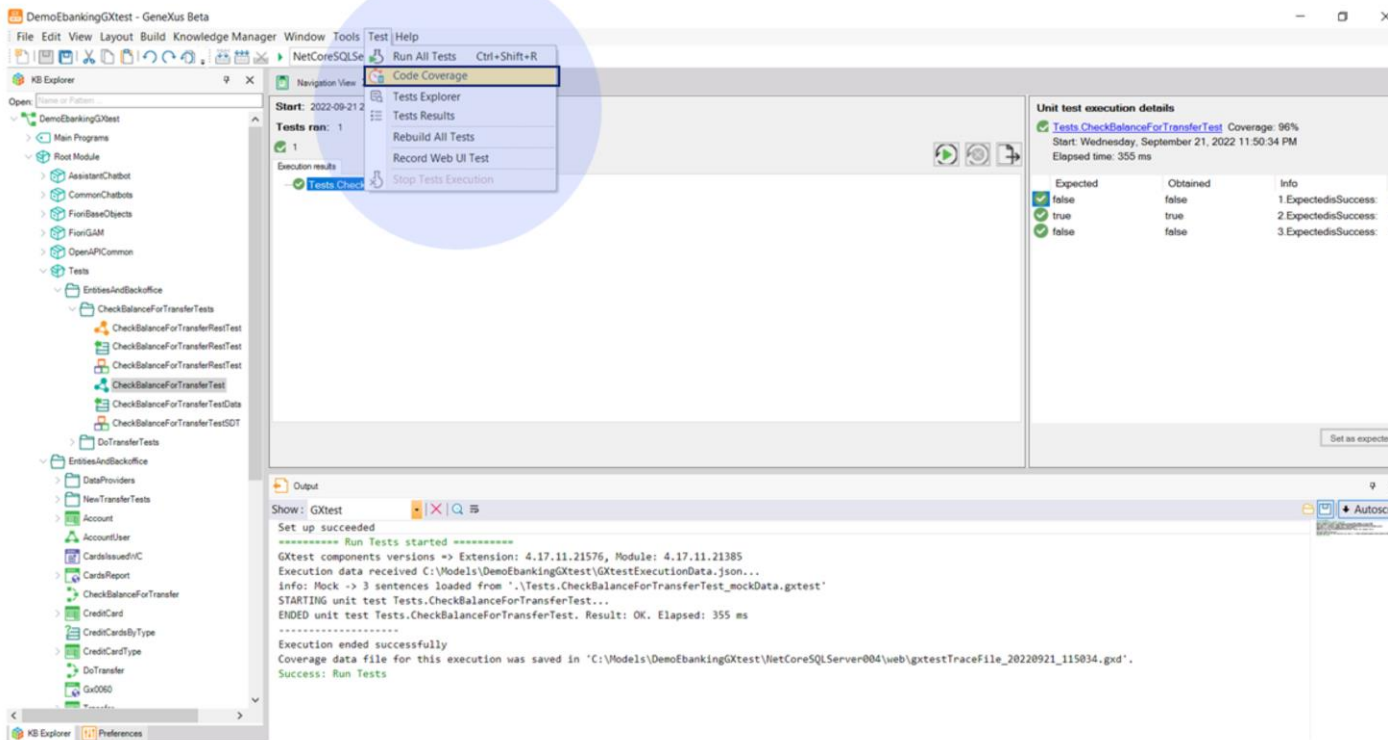 DemoEbankingGXtest - GeneXus Beta
File Edit View Layout Build Knowledge Manager Window Tools Test Help
NetCoreSQLSe
Run All Tests Ctrl+Shift+R
Code Coverage
Tests Explorer
Tests Results
Rebuild All Tests
Record Web UI Test
Stop Tests Execution
KB Explorer
Open: Name or Pattern ...
DemoEbankingGXtest
Main Programs
Root Module
AssistantChatbot
CommonChatbots
FioriBaseObjects
FioriGAM
OpenAPICommon
Tests
EntitiesAndBackoffice
CheckBalanceForTransferTests
CheckBalanceForTransferRestTest
CheckBalanceForTransferRestTest
CheckBalanceForTransferRestTest
CheckBalanceForTransferTest
CheckBalanceForTransferTestData
CheckBalanceForTransferTestSDT
DoTransferTests
EntitiesAndBackoffice
DataProviders
NewTransferTests
Account
AccountUser
CardsIssuedWC
CardsReport
CheckBalanceForTransfer
CreditCard
CreditCardsByType
CreditCardType
DoTransfer
Gx0060
KB Explorer Preferences
Navigation View
Start: 2022-09-21 2
Tests ran: 1
1
Execution results
Tests.Check
Unit test execution details
Tests.CheckBalanceForTransferTest Coverage: 96%
Start: Wednesday, September 21, 2022 11:50:34 PM
Elapsed time: 355 ms
Expected Obtained Info
false false 1.ExpectedisSuccess:
true true 2.ExpectedisSuccess:
false false 3.ExpectedisSuccess:
Set as expecte
Output
Show: GXtest
Autosc
Set up succeeded
========== Run Tests started ==========
GXtest components versions => Extension: 4.17.11.21576, Module: 4.17.11.21385
Execution data received C:\Models\DemoEbankingGXtest\GXtestExecutionData.json...
info: Mock -> 3 sentences loaded from '.\Tests.CheckBalanceForTransferTest_mockData.gxtest'
STARTING unit test Tests.CheckBalanceForTransferTest...
ENDED unit test Tests.CheckBalanceForTransferTest. Result: OK. Elapsed: 355 ms
--------------------
Execution ended successfully
Coverage data file for this execution was saved in 'C:\Models\DemoEbankingGXtest\NetCoreSQLServer004\web\gxtestTraceFile_20220921_115034.gxd'.
Success: Run Tests